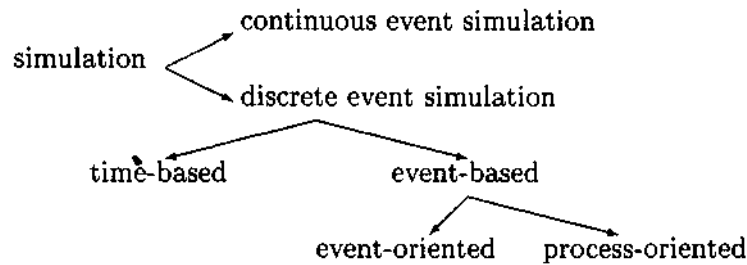 continuous event simulation
simulation
discrete event simulation
time-based event-based
event-oriented process-oriented